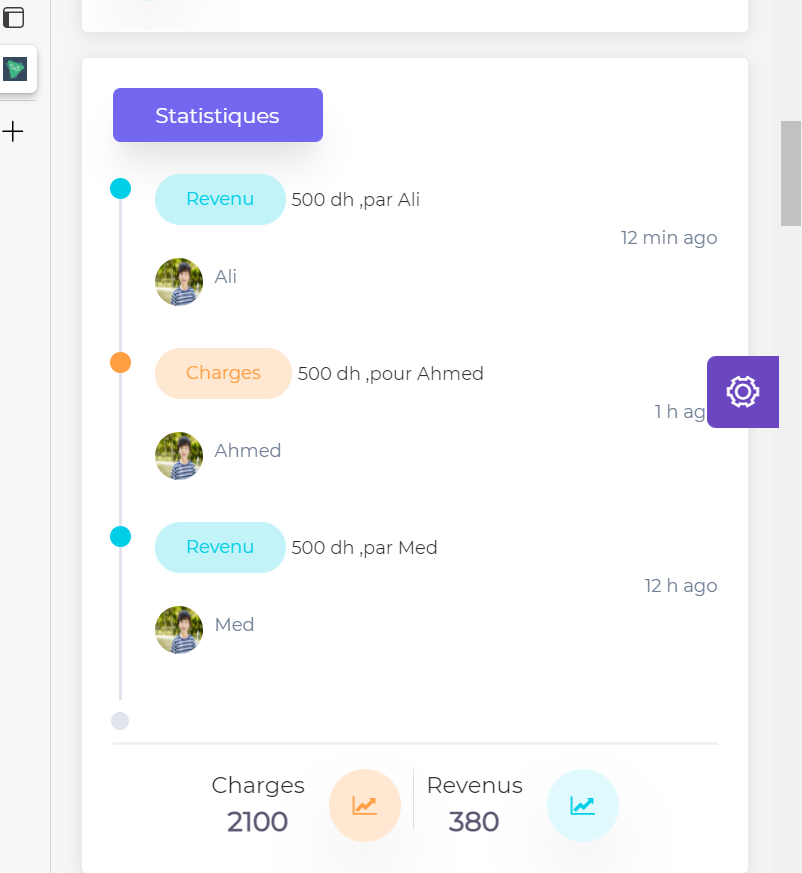 Statistiques
Revenu 500 dh ,par Ali
12 min ago
Ali
Charges 500 dh ,pour Ahmed
1 h ag
Ahmed
Revenu 500 dh ,par Med
12 h ago
Med
Charges
2100
Revenus
380